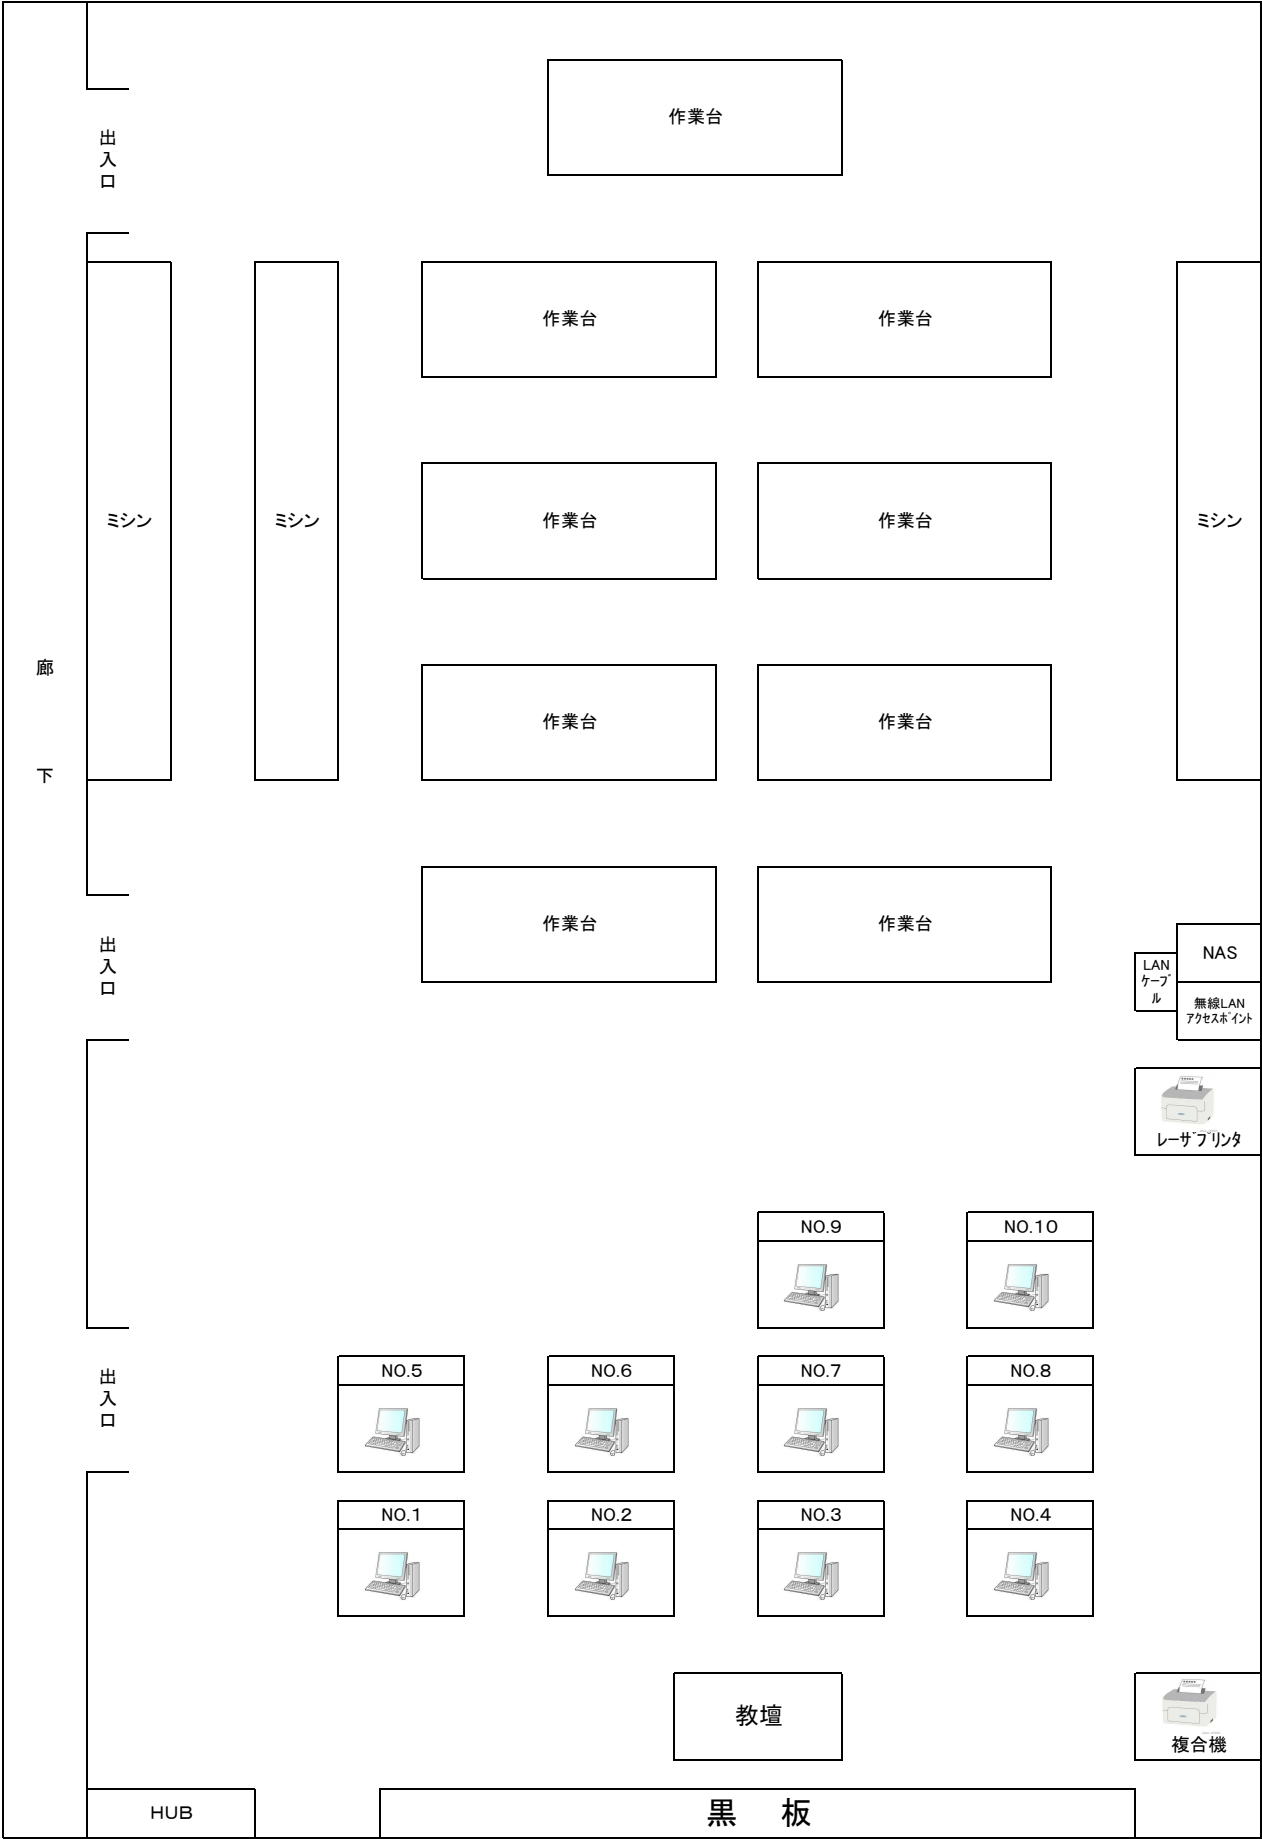 作業台
出入口
作業台
作業台
ミシン
ミシン
作業台
作業台
ミシン
廊下
作業台
作業台
作業台
作業台
出入口
NAS
LAN
ケーブ
ル
無線LAN
アクセスポイント
レーザプリンタ
NO.9
NO.10
出入口
NO.5
NO.6
NO.7
NO.8
NO.1
NO.2
NO.3
NO.4
教壇
複合機
HUB
黒　板